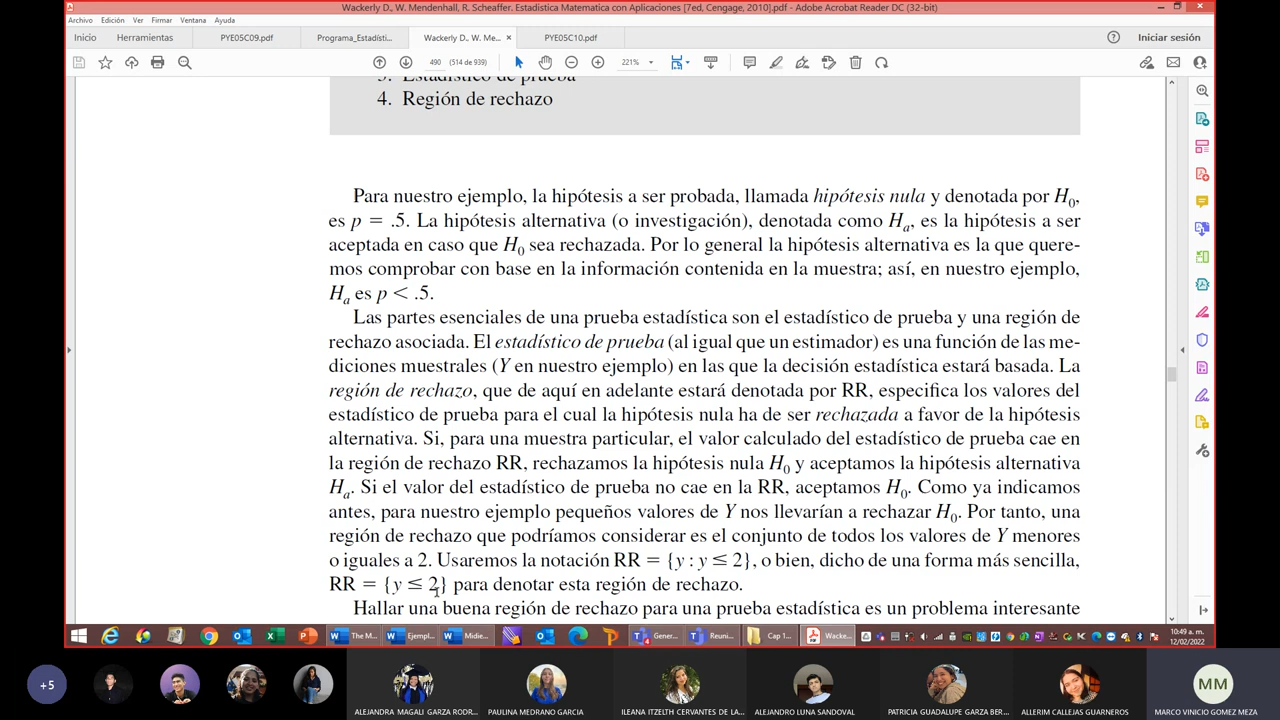 Wackerly D., W. Mendenhall, R. Scheaffer. Estadistica Matematica con Aplicaciones [7ed, Cengage, 2010].pdf - Adobe Acrobat Reader DC (32-bit)
Archivo Edición Ver Firmar Ventana Ayuda
Inicio Herramientas PYE05C09.pdf Programa_Estadísti... Wackerly D., W. Me... × PYE05C10.pdf Iniciar sesión
490 (514 de 939) 221%
3. Estadístico de prueba
4. Región de rechazo
Para nuestro ejemplo, la hipótesis a ser probada, llamada hipótesis nula y denotada por H0,
es p = .5. La hipótesis alternativa (o investigación), denotada como Ha, es la hipótesis a ser
aceptada en caso que H0 sea rechazada. Por lo general la hipótesis alternativa es la que quere-
mos comprobar con base en la información contenida en la muestra; así, en nuestro ejemplo,
Ha es p < .5.
Las partes esenciales de una prueba estadística son el estadístico de prueba y una región de
rechazo asociada. El estadístico de prueba (al igual que un estimador) es una función de las me-
diciones muestrales (Y en nuestro ejemplo) en las que la decisión estadística estará basada. La
región de rechazo, que de aquí en adelante estará denotada por RR, especifica los valores del
estadístico de prueba para el cual la hipótesis nula ha de ser rechazada a favor de la hipótesis
alternativa. Si, para una muestra particular, el valor calculado del estadístico de prueba cae en
la región de rechazo RR, rechazamos la hipótesis nula H0 y aceptamos la hipótesis alternativa
Ha. Si el valor del estadístico de prueba no cae en la RR, aceptamos H0. Como ya indicamos
antes, para nuestro ejemplo pequeños valores de Y nos llevarían a rechazar H0. Por tanto, una
región de rechazo que podríamos considerar es el conjunto de todos los valores de Y menores
o iguales a 2. Usaremos la notación RR = {y : y ≤ 2}, o bien, dicho de una forma más sencilla,
RR = {y ≤ 2} para denotar esta región de rechazo.
Hallar una buena región de rechazo para una prueba estadística es un problema interesante
The M... Ejempl... Midie... Gener... Reuni... Cap 1... Wacke... 10:49 a. m.
12/02/2022
+5 MM
ALEJANDRA MAGALI GARZA RODR... PAULINA MEDRANO GARCIA ILEANA ITZELTH CERVANTES DE LA... ALEJANDRO LUNA SANDOVAL PATRICIA GUADALUPE GARZA BER... ALLERIM CALLEJAS GUARNEROS MARCO VINICIO GOMEZ MEZA